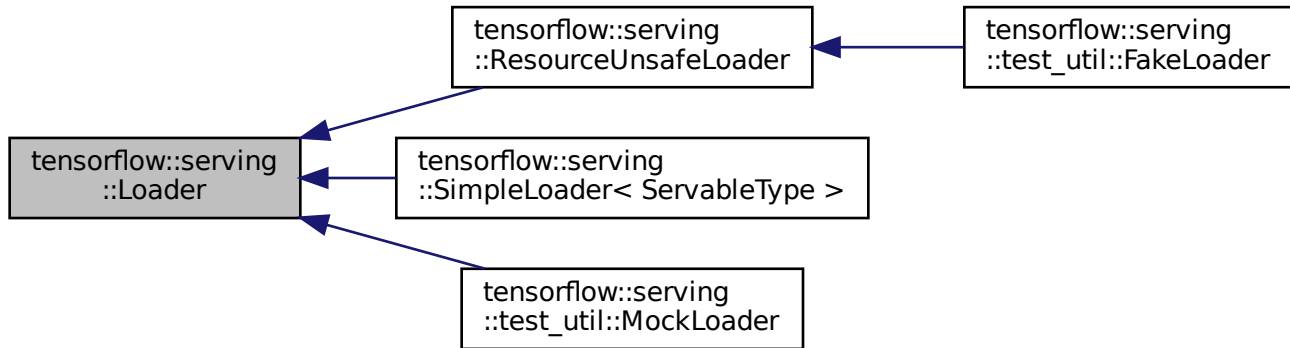 tensorflow::serving
::ResourceUnsafeLoader
tensorflow::serving
::test_util::FakeLoader
tensorflow::serving
::Loader
tensorflow::serving
::SimpleLoader< ServableType >
tensorflow::serving
::test_util::MockLoader